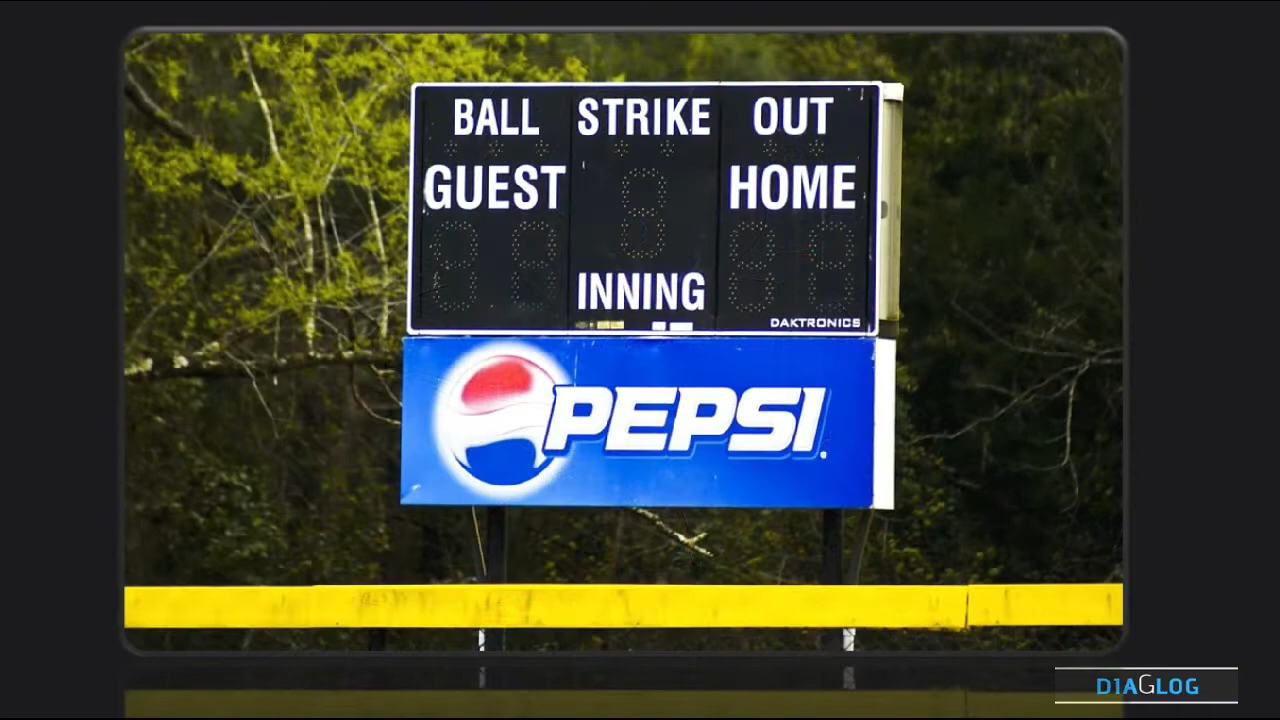 BALL STRIKE OUT
GUEST HOME
INNING
DAKTRONICS
PEPSI
DIAGLOG